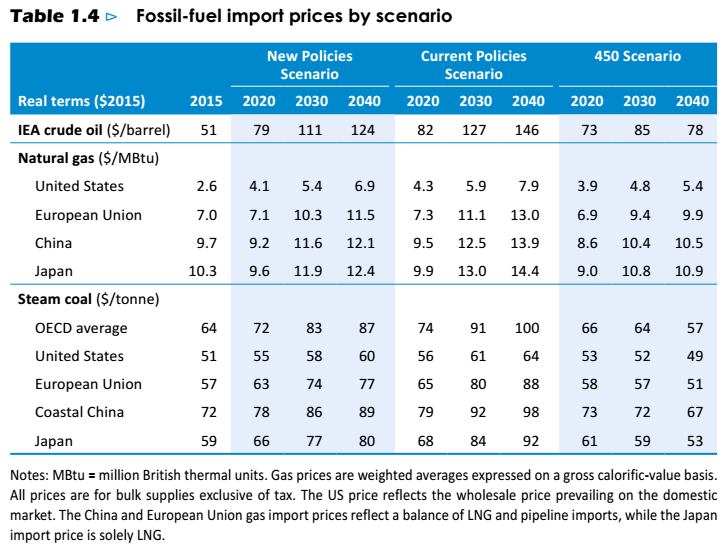 Table 1.4 ▻ Fossil-fuel import prices by scenario
New Policies Scenario Current Policies Scenario 450 Scenario
Real terms ($2015) 2015 2020 2030 2040 2020 2030 2040 2020 2030 2040
IEA crude oil ($/barrel) 51 79 111 124 82 127 146 73 85 78
Natural gas ($/MBtu)
United States 2.6 4.1 5.4 6.9 4.3 5.9 7.9 3.9 4.8 5.4
European Union 7.0 7.1 10.3 11.5 7.3 11.1 13.0 6.9 9.4 9.9
China 9.7 9.2 11.6 12.1 9.5 12.5 13.9 8.6 10.4 10.5
Japan 10.3 9.6 11.9 12.4 9.9 13.0 14.4 9.0 10.8 10.9
Steam coal ($/tonne)
OECD average 64 72 83 87 74 91 100 66 64 57
United States 51 55 58 60 56 61 64 53 52 49
European Union 57 63 74 77 65 80 88 58 57 51
Coastal China 72 78 86 89 79 92 98 73 72 67
Japan 59 66 77 80 68 84 92 61 59 53
Notes: MBtu = million British thermal units. Gas prices are weighted averages expressed on a gross calorific-value basis.
All prices are for bulk supplies exclusive of tax. The US price reflects the wholesale price prevailing on the domestic
market. The China and European Union gas import prices reflect a balance of LNG and pipeline imports, while the Japan
import price is solely LNG.